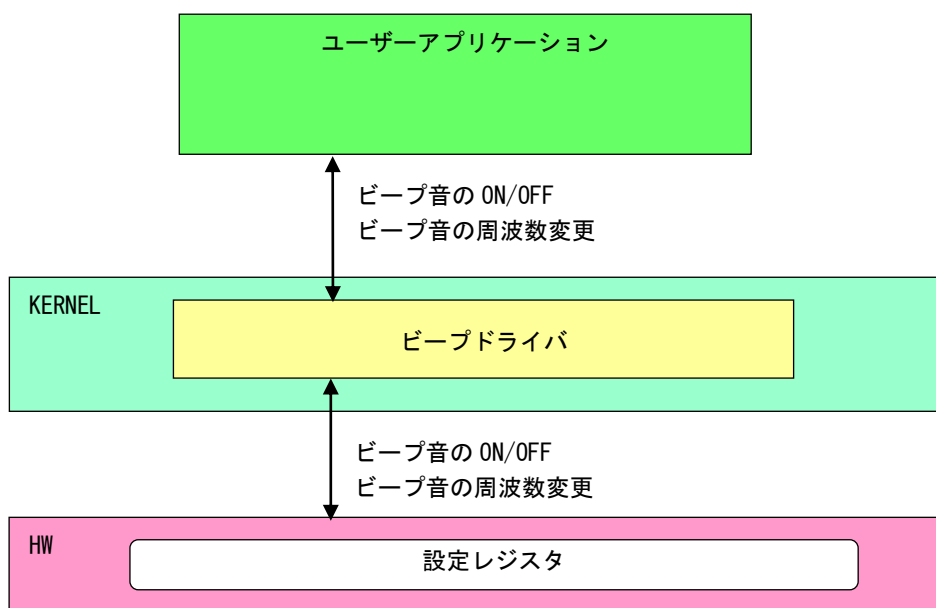 ユーザーアプリケーション
ビープ音の ON/OFF
ビープ音の周波数変更
KERNEL
ビープドライバ
ビープ音の ON/OFF
ビープ音の周波数変更
HW
設定レジスタ